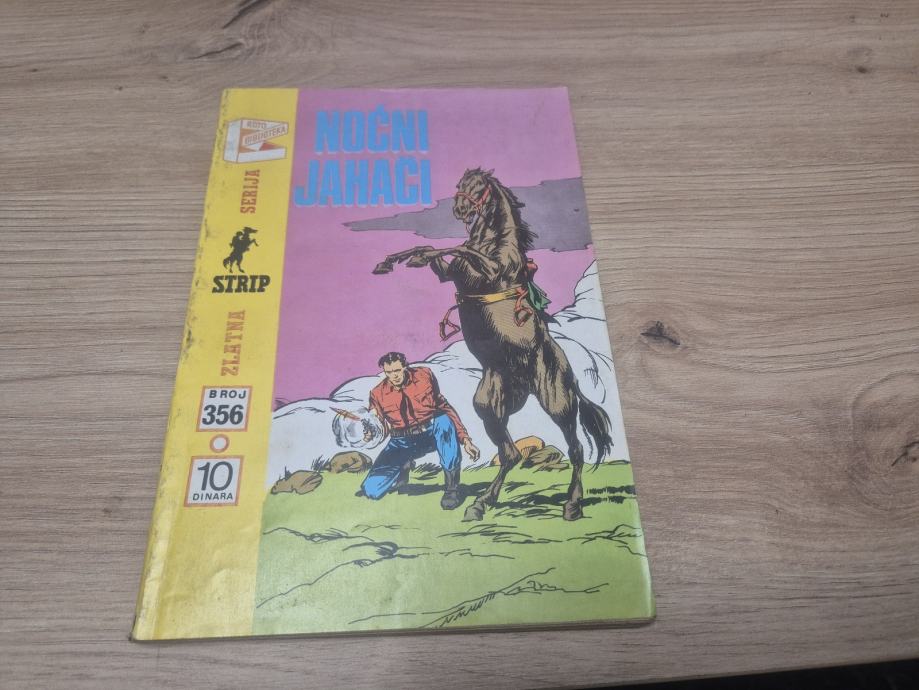 ROTO
BIBLIOTEKA
ZLATNA
STRIP
SERIJA
BROJ
356
10
DINARA
NOĆNI
JAHAČI